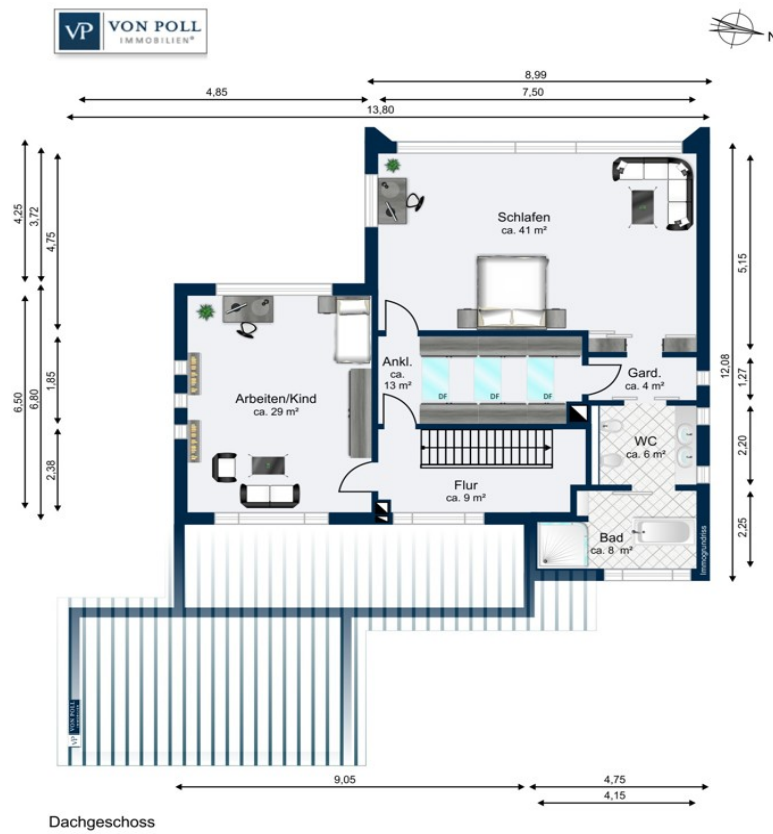 VP VON POLL
IMMOBILIEN®
N
8,99
4,85
7,50
13,80
4,25
3,72
4,75
6,50
6,80
1,85
2,38
5,15
12,08
1,27
2,20
2,25
Schlafen
ca. 41 m²
Ankl.
ca.
13 m²
Gard.
ca. 4 m²
DF DF DF
Arbeiten/Kind
ca. 29 m²
WC
ca. 6 m²
Flur
ca. 9 m²
Bad
ca. 8 m²
Immogrundriss
VP VON POLL
IMMOBILIEN
9,05
4,75
4,15
Dachgeschoss